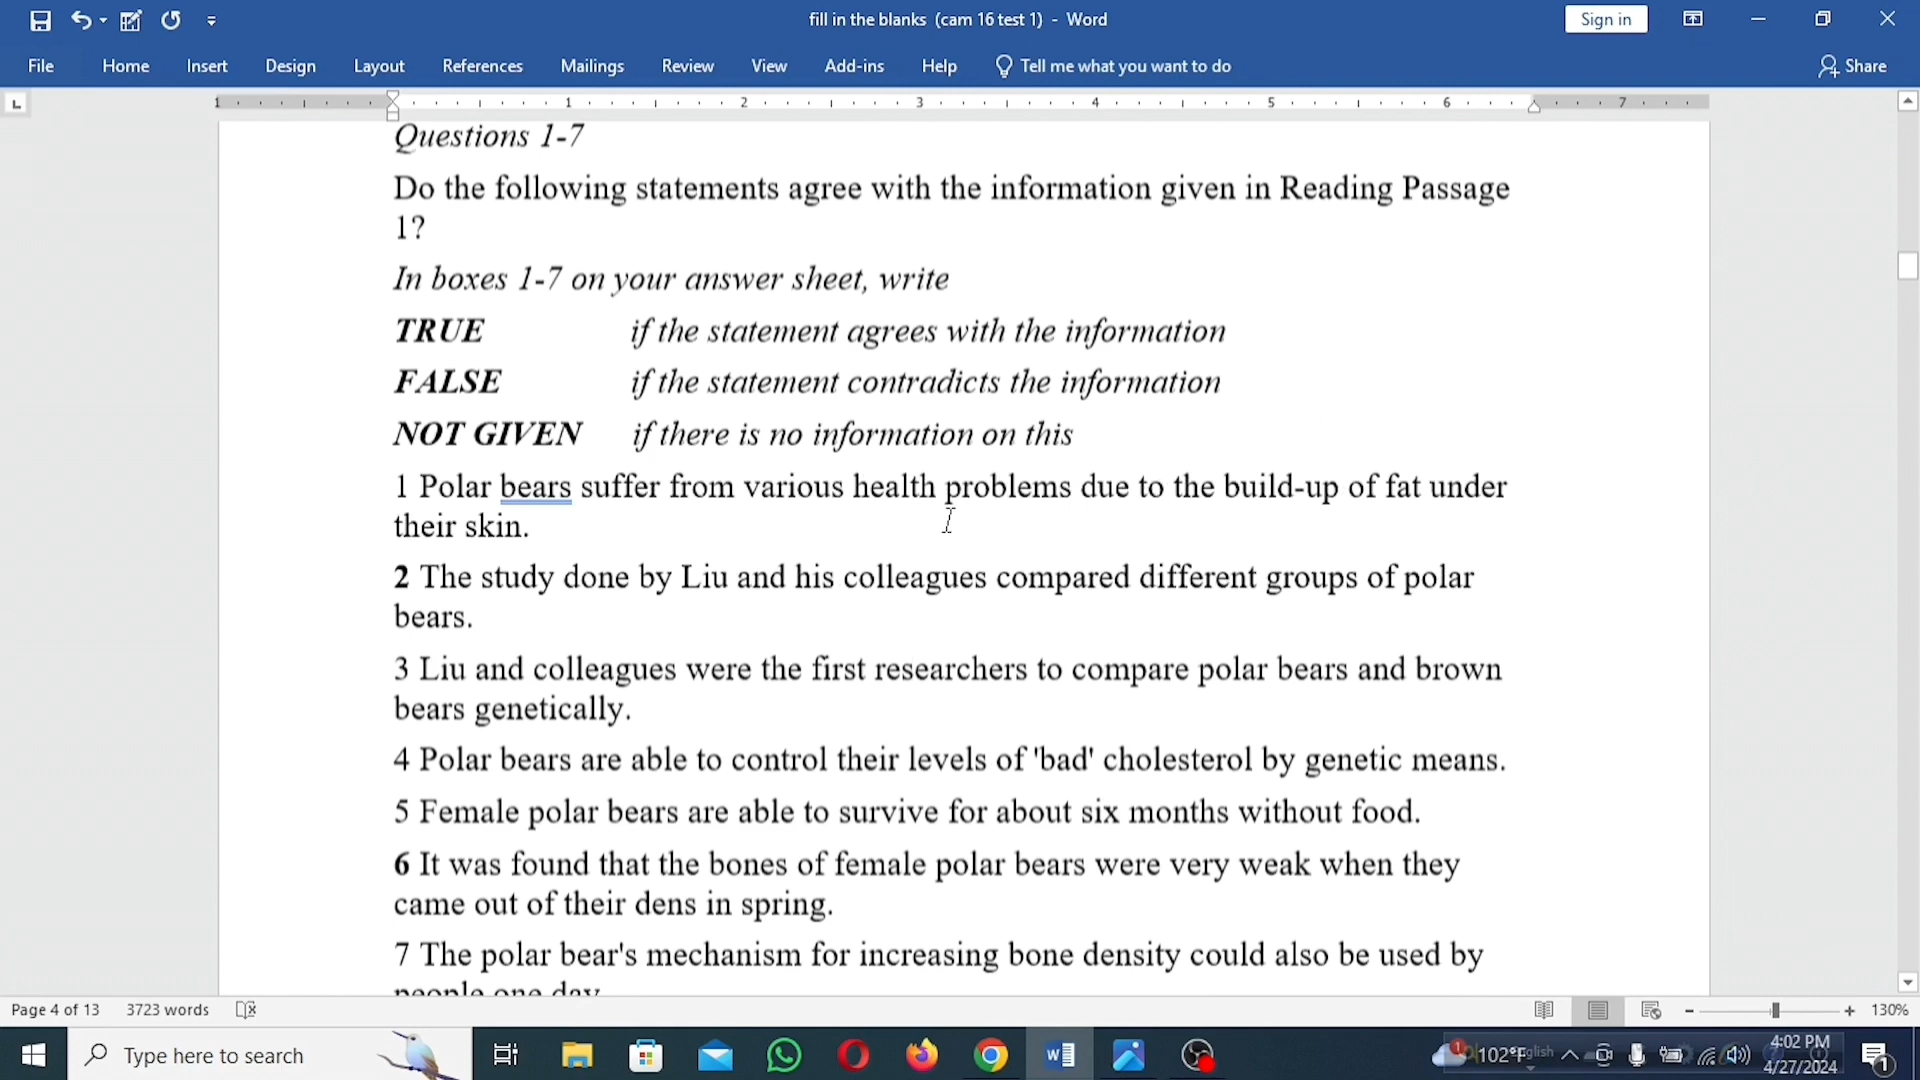 fill in the blanks (cam 16 test 1) - Word
Sign in
File Home Insert Design Layout References Mailings Review View Add-ins Help Tell me what you want to do Share
1 1 2 3 4 5 6 7
Questions 1-7
Do the following statements agree with the information given in Reading Passage
1?
In boxes 1-7 on your answer sheet, write
TRUE if the statement agrees with the information
FALSE if the statement contradicts the information
NOT GIVEN if there is no information on this
1 Polar bears suffer from various health problems due to the build-up of fat under
their skin.
2 The study done by Liu and his colleagues compared different groups of polar
bears.
3 Liu and colleagues were the first researchers to compare polar bears and brown
bears genetically.
4 Polar bears are able to control their levels of 'bad' cholesterol by genetic means.
5 Female polar bears are able to survive for about six months without food.
6 It was found that the bones of female polar bears were very weak when they
came out of their dens in spring.
7 The polar bear's mechanism for increasing bone density could also be used by
people one day
Page 4 of 13 3723 words 130%
Type here to search
102°F
4:02 PM
4/27/2024